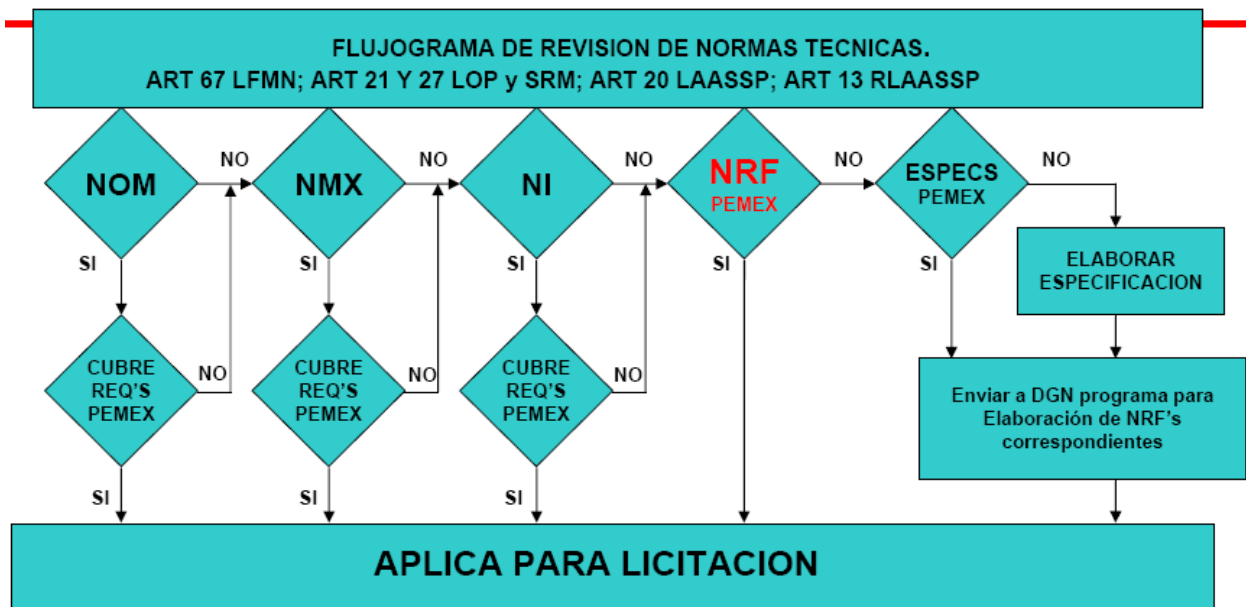 FLUJOGRAMA DE REVISION DE NORMAS TECNICAS.
ART 67 LFMN; ART 21 Y 27 LOP y SRM; ART 20 LAASSP; ART 13 RLAASSP
NOM
NO
NMX
NO
NI
NO
NRF
PEMEX
NO
ESPECS
PEMEX
NO
SI
SI
SI
SI
SI
ELABORAR
ESPECIFICACION
CUBRE
REQ'S
PEMEX
NO
CUBRE
REQ'S
PEMEX
NO
CUBRE
REQ'S
PEMEX
NO
Enviar a DGN programa para
Elaboración de NRF's
correspondientes
SI
SI
SI
APLICA PARA LICITACION